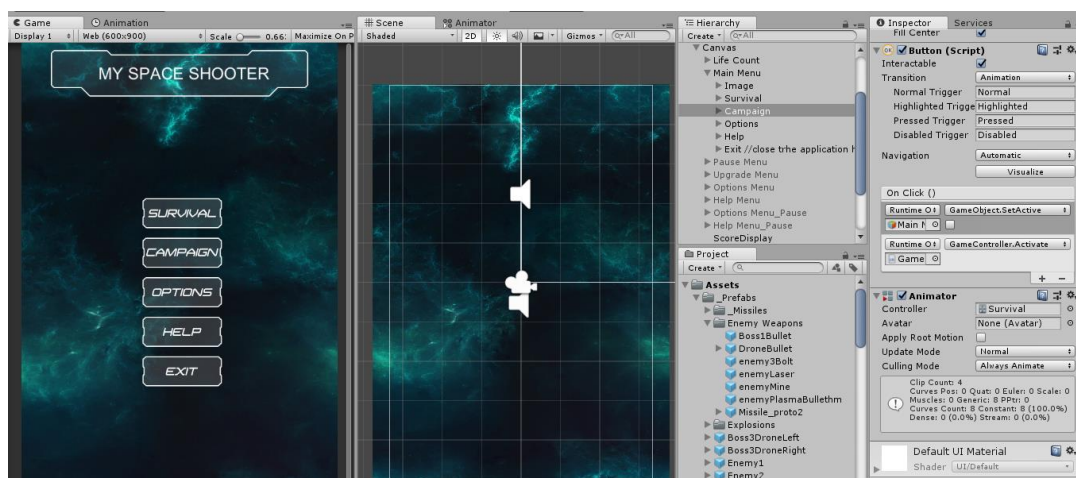 Game
Animation
Display 1
Web (600x900)
Scale
0.66:
Maximize On P
MY SPACE SHOOTER
SURVIVAL
CAMPAIGN
OPTIONS
HELP
EXIT
Scene
Animator
Shaded
2D
Gizmos
All
Hierarchy
Create
All
Canvas
Life Count
Main Menu
Image
Survival
Campaign
Options
Help
Exit //close trhe application h
Pause Menu
Upgrade Menu
Options Menu
Help Menu
Options Menu_Pause
Help Menu_Pause
ScoreDisplay
Project
Create
Assets
_Prefabs
_Missiles
Enemy Weapons
Boss1Bullet
DroneBullet
enemy3Bolt
enemyLaser
enemyMine
enemyPlasmaBullethm
Missile_proto2
Explosions
Boss3DroneLeft
Boss3DroneRight
Enemy1
Enemy2
Inspector
Services
Fill Center
Button (Script)
Interactable
Transition
Animation
Normal Trigger
Normal
Highlighted Trigge
Highlighted
Pressed Trigger
Pressed
Disabled Trigger
Disabled
Navigation
Automatic
Visualize
On Click ()
Runtime O
GameObject.SetActive
Main
Runtime O
GameController.Activate
Game
+ −
Animator
Controller
Survival
Avatar
None (Avatar)
Apply Root Motion
Update Mode
Normal
Culling Mode
Always Animate
Clip Count: 4
Curves Pos: 0 Quat: 0 Euler: 0 Scale: 0
Muscles: 0 Generic: 8 PPtr: 0
Curves Count: 8 Constant: 8 (100.0%)
Dense: 0 (0.0%) Stream: 0 (0.0%)
Default UI Material
Shader
UI/Default